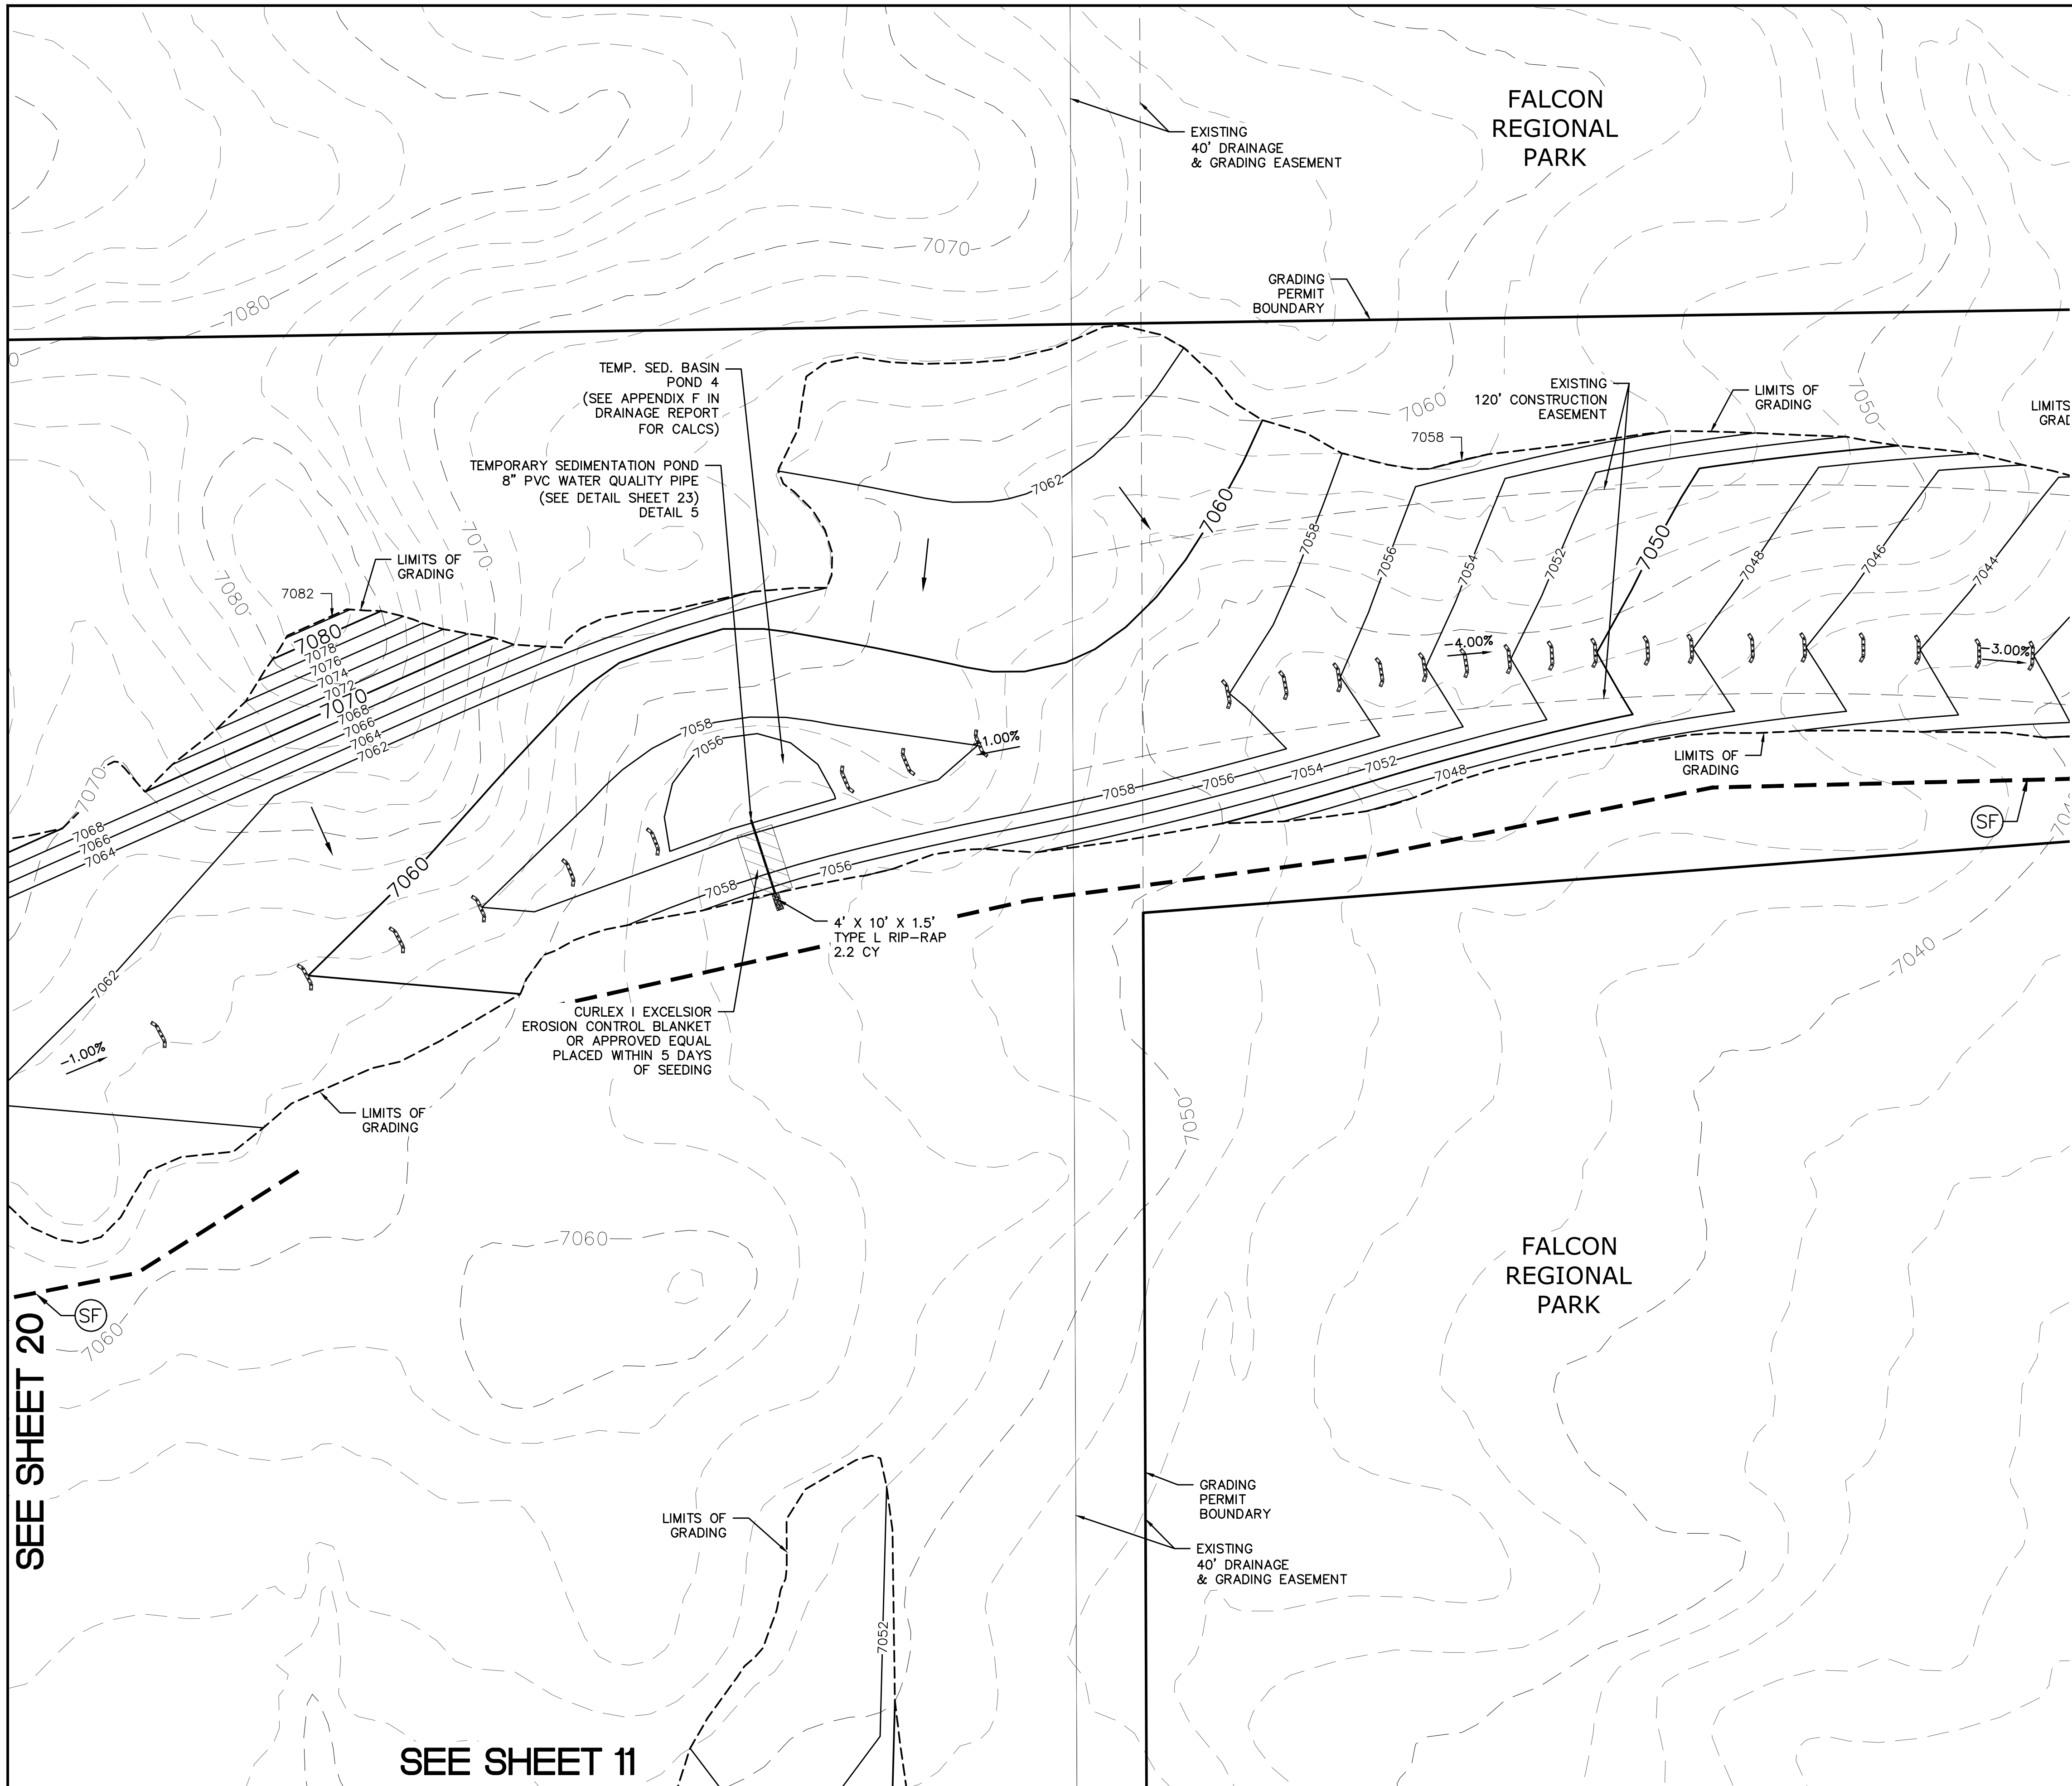 FALCON
REGIONAL
PARK
EXISTING
40' DRAINAGE
& GRADING EASEMENT
7070
7080
GRADING
PERMIT
BOUNDARY
TEMP. SED. BASIN
POND 4
(SEE APPENDIX F IN
DRAINAGE REPORT
FOR CALCS)
EXISTING
120' CONSTRUCTION
EASEMENT
LIMITS OF
GRADING
7060
7050
7058
TEMPORARY SEDIMENTATION POND
8" PVC WATER QUALITY PIPE
(SEE DETAIL SHEET 23)
DETAIL 5
7062
7060
7058
7056
7054
7052
7050
7048
7046
7044
LIMITS OF
GRADING
7070
7080
7082
7080
7078
7076
7074
7072
7070
7068
7066
7064
7062
-4.00%
-3.00%
7058
7056
1.00%
LIMITS OF
GRADING
7058
7056
7054
7052
7048
7070
7068
7066
7064
7060
7058
7056
SF
4' X 10' X 1.5'
TYPE L RIP-RAP
2.2 CY
7040
7062
-1.00%
CURLEX I EXCELSIOR
EROSION CONTROL BLANKET
OR APPROVED EQUAL
PLACED WITHIN 5 DAYS
OF SEEDING
LIMITS OF
GRADING
7050
7060
FALCON
REGIONAL
PARK
SF
7060
SEE SHEET 20
GRADING
PERMIT
BOUNDARY
LIMITS OF
GRADING
EXISTING
40' DRAINAGE
& GRADING EASEMENT
7052
SEE SHEET 11